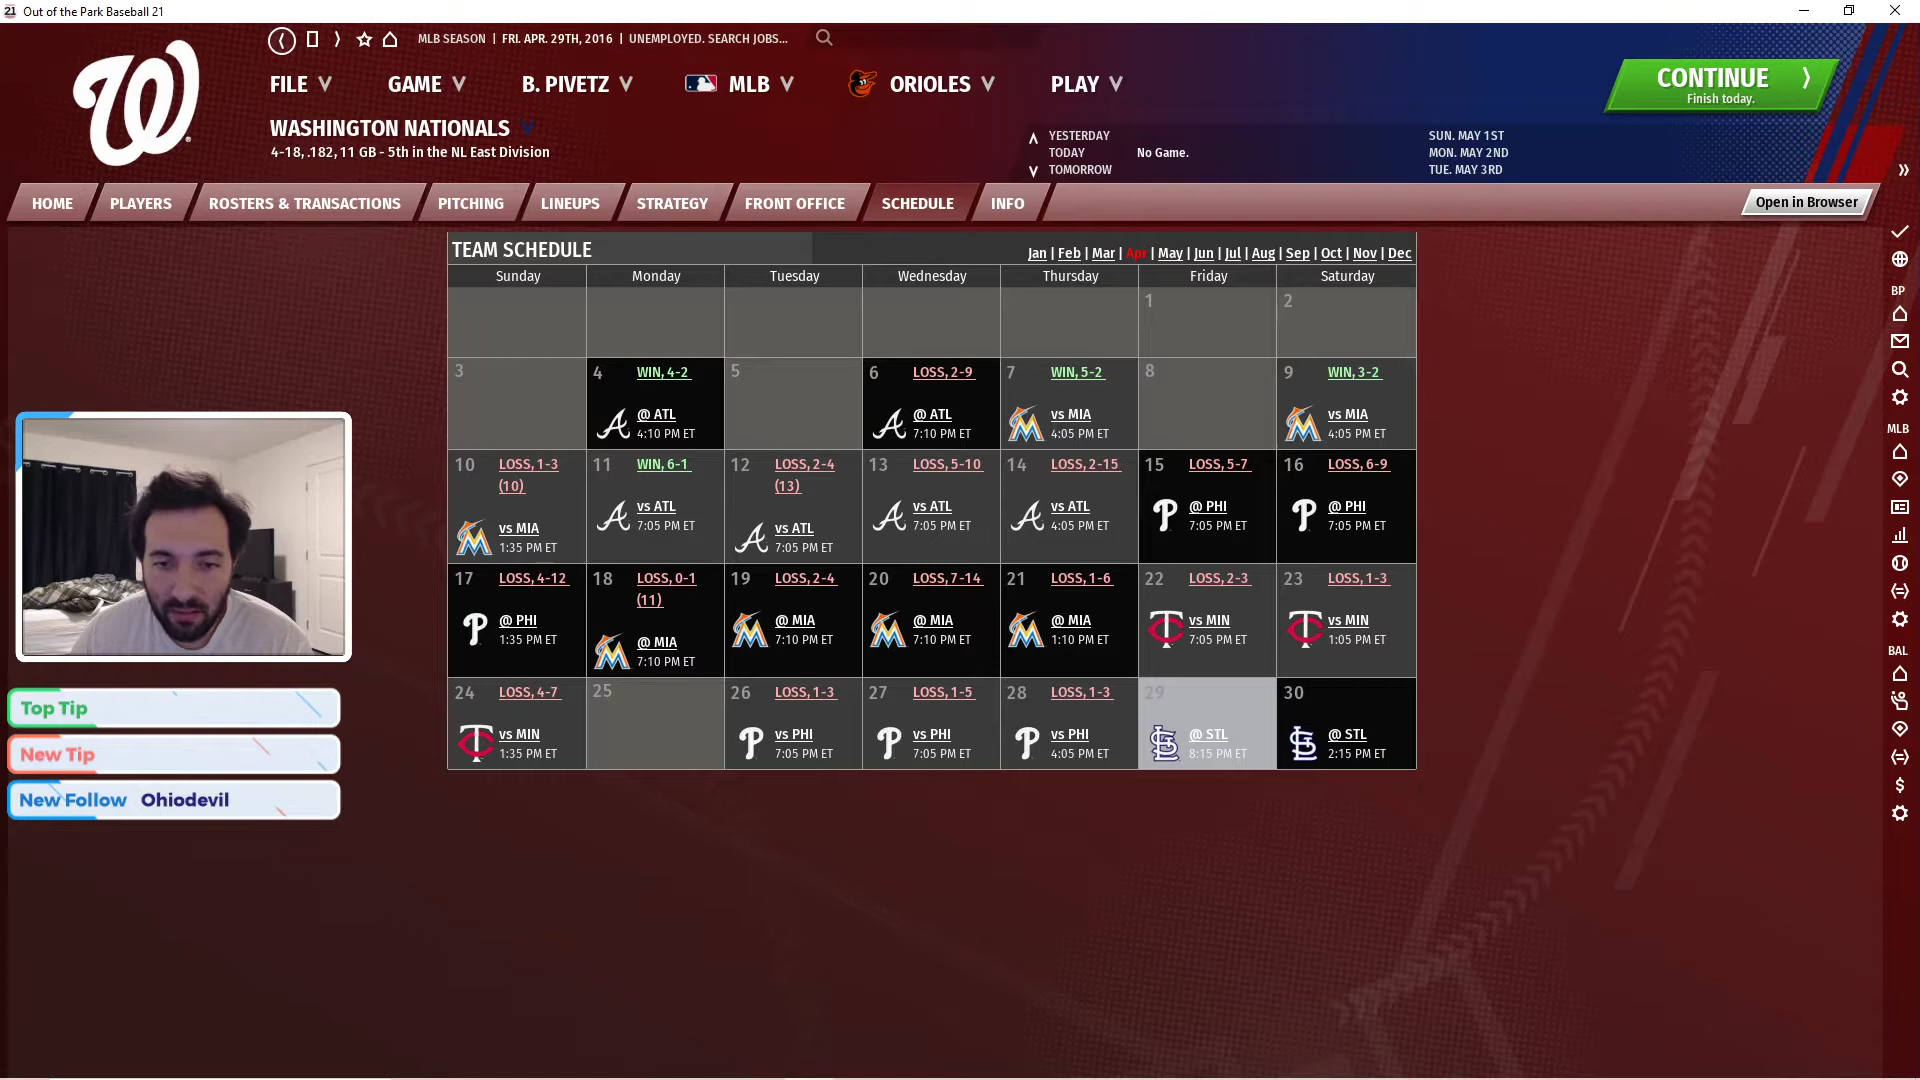 21 Out of the Park Baseball 21
MLB SEASON | FRI. APR. 29TH, 2016 | UNEMPLOYED. SEARCH JOBS...
FILE GAME B. PIVETZ MLB ORIOLES PLAY
CONTINUE
Finish today.
WASHINGTON NATIONALS
4-18, .182, 11 GB - 5th in the NL East Division
YESTERDAY SUN. MAY 1ST
TODAY No Game. MON. MAY 2ND
TOMORROW TUE. MAY 3RD
HOME PLAYERS ROSTERS & TRANSACTIONS PITCHING LINEUPS STRATEGY FRONT OFFICE SCHEDULE INFO Open in Browser
TEAM SCHEDULE Jan | Feb | Mar | Apr | May | Jun | Jul | Aug | Sep | Oct | Nov | Dec
Sunday Monday Tuesday Wednesday Thursday Friday Saturday
1 2
3 4 WIN, 4-2 5 6 LOSS, 2-9 7 WIN, 5-2 8 9 WIN, 3-2
@ ATL @ ATL vs MIA vs MIA
4:10 PM ET 7:10 PM ET 4:05 PM ET 4:05 PM ET
10 LOSS, 1-3 11 WIN, 6-1 12 LOSS, 2-4 13 LOSS, 5-10 14 LOSS, 2-15 15 LOSS, 5-7 16 LOSS, 6-9
(10) (13)
vs ATL vs ATL vs ATL @ PHI @ PHI
7:05 PM ET 7:05 PM ET 4:05 PM ET 7:05 PM ET 7:05 PM ET
vs MIA vs ATL
1:35 PM ET 7:05 PM ET
17 LOSS, 4-12 18 LOSS, 0-1 19 LOSS, 2-4 20 LOSS, 7-14 21 LOSS, 1-6 22 LOSS, 2-3 23 LOSS, 1-3
(11)
@ PHI @ MIA @ MIA @ MIA vs MIN vs MIN
1:35 PM ET 7:10 PM ET 7:10 PM ET 1:10 PM ET 7:05 PM ET 1:05 PM ET
@ MIA
7:10 PM ET
24 LOSS, 4-7 25 26 LOSS, 1-3 27 LOSS, 1-5 28 LOSS, 1-3 29 30
vs MIN vs PHI vs PHI vs PHI @ STL @ STL
1:35 PM ET 7:05 PM ET 7:05 PM ET 4:05 PM ET 8:15 PM ET 2:15 PM ET
Top Tip
New Tip
New Follow Ohiodevil
BP
MLB
BAL